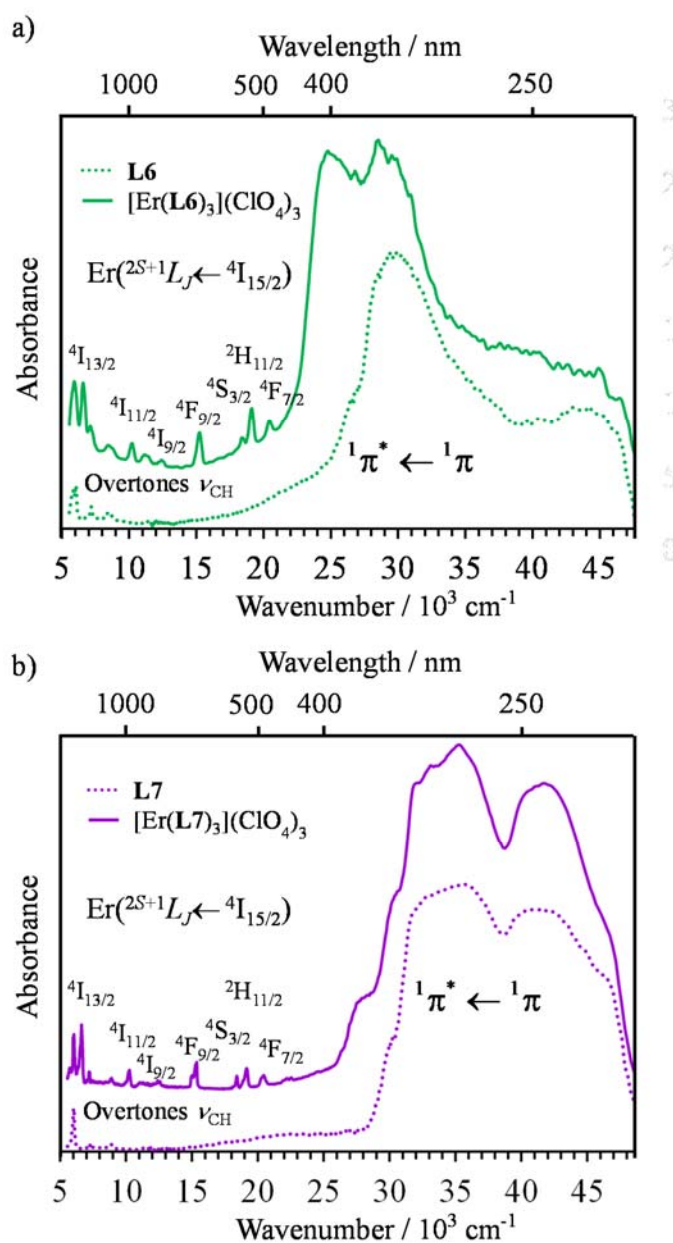 a)
Wavelength / nm
1000 500 400 250
L6
[Er(L6)₃](ClO₄)₃
Er(²ˢ⁺¹L_J ← ⁴I₁₅/₂)
⁴I₁₃/₂
⁴I₁₁/₂
⁴I₉/₂
⁴F₉/₂
⁴S₃/₂
²H₁₁/₂
⁴F₇/₂
Overtones ν_CH
¹π* ← ¹π
Absorbance
5 10 15 20 25 30 35 40 45
Wavenumber / 10³ cm⁻¹
b)
Wavelength / nm
1000 500 400 250
L7
[Er(L7)₃](ClO₄)₃
Er(²ˢ⁺¹L_J ← ⁴I₁₅/₂)
⁴I₁₃/₂
⁴I₁₁/₂
⁴I₉/₂
⁴F₉/₂
⁴S₃/₂
²H₁₁/₂
⁴F₇/₂
Overtones ν_CH
¹π* ← ¹π
Absorbance
5 10 15 20 25 30 35 40 45
Wavenumber / 10³ cm⁻¹